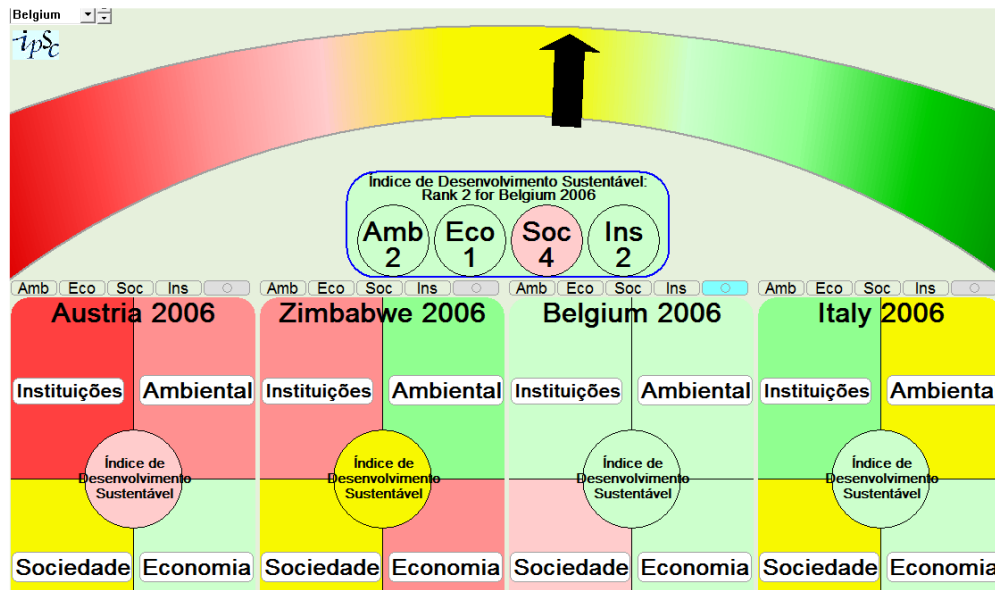 Belgium
ipSc
Índice de Desenvolvimento Sustentável:
Rank 2 for Belgium 2006
Amb
2
Eco
1
Soc
4
Ins
2
Amb Eco Soc Ins
Amb Eco Soc Ins
Amb Eco Soc Ins
Amb Eco Soc Ins
Austria 2006
Instituições
Ambiental
Índice de
Desenvolvimento
Sustentável
Sociedade
Economia
Zimbabwe 2006
Instituições
Ambiental
Índice de
Desenvolvimento
Sustentável
Sociedade
Economia
Belgium 2006
Instituições
Ambiental
Índice de
Desenvolvimento
Sustentável
Sociedade
Economia
Italy 2006
Instituições
Ambiental
Índice de
Desenvolvimento
Sustentável
Sociedade
Economia